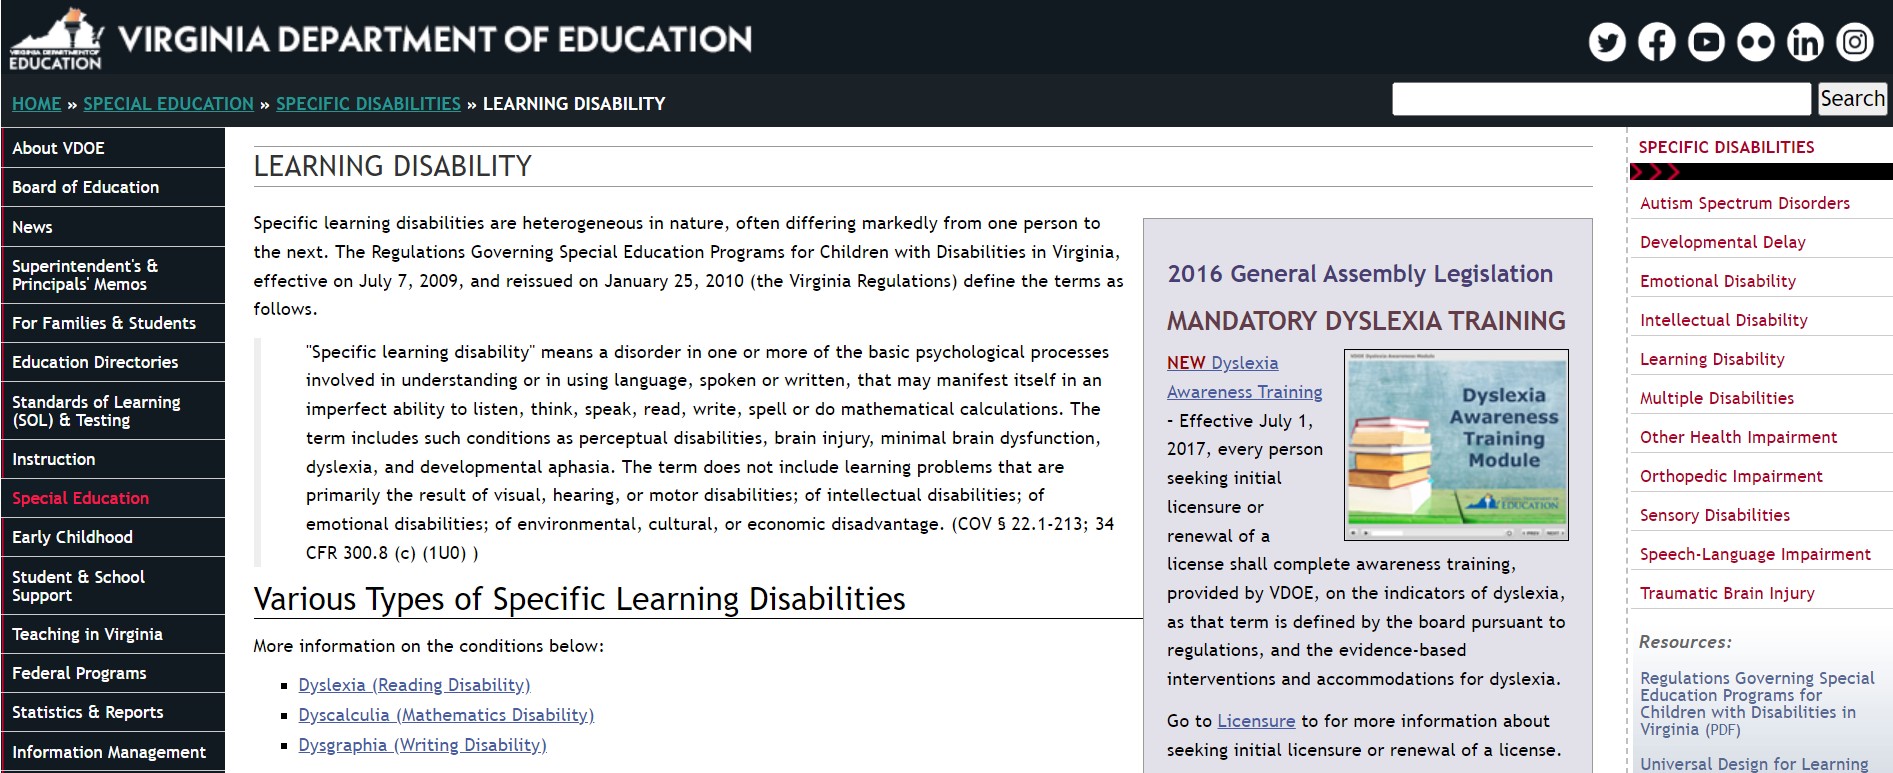 VIRGINIA DEPARTMENT OF EDUCATION
VIRGINIA DEPARTMENT OF
EDUCATION
HOME » SPECIAL EDUCATION » SPECIFIC DISABILITIES » LEARNING DISABILITY
Search
About VDOE
Board of Education
News
Superintendent's &
Principals' Memos
For Families & Students
Education Directories
Standards of Learning
(SOL) & Testing
Instruction
Special Education
Early Childhood
Student & School
Support
Teaching in Virginia
Federal Programs
Statistics & Reports
Information Management
LEARNING DISABILITY
Specific learning disabilities are heterogeneous in nature, often differing markedly from one person to
the next. The Regulations Governing Special Education Programs for Children with Disabilities in Virginia,
effective on July 7, 2009, and reissued on January 25, 2010 (the Virginia Regulations) define the terms as
follows.
"Specific learning disability" means a disorder in one or more of the basic psychological processes
involved in understanding or in using language, spoken or written, that may manifest itself in an
imperfect ability to listen, think, speak, read, write, spell or do mathematical calculations. The
term includes such conditions as perceptual disabilities, brain injury, minimal brain dysfunction,
dyslexia, and developmental aphasia. The term does not include learning problems that are
primarily the result of visual, hearing, or motor disabilities; of intellectual disabilities; of
emotional disabilities; of environmental, cultural, or economic disadvantage. (COV § 22.1-213; 34
CFR 300.8 (c) (1U0) )
Various Types of Specific Learning Disabilities
More information on the conditions below:
Dyslexia (Reading Disability)
Dyscalculia (Mathematics Disability)
Dysgraphia (Writing Disability)
2016 General Assembly Legislation
MANDATORY DYSLEXIA TRAINING
NEW Dyslexia
Awareness Training
- Effective July 1,
2017, every person
seeking initial
licensure or
renewal of a
license shall complete awareness training,
provided by VDOE, on the indicators of dyslexia,
as that term is defined by the board pursuant to
regulations, and the evidence-based
interventions and accommodations for dyslexia.
Go to Licensure to for more information about
seeking initial licensure or renewal of a license.
VDOE Dyslexia Awareness Module
Dyslexia
Awareness
Training
Module
VIRGINIA DEPARTMENT OF
EDUCATION
< PREV NEXT >
SPECIFIC DISABILITIES
Autism Spectrum Disorders
Developmental Delay
Emotional Disability
Intellectual Disability
Learning Disability
Multiple Disabilities
Other Health Impairment
Orthopedic Impairment
Sensory Disabilities
Speech-Language Impairment
Traumatic Brain Injury
Resources:
Regulations Governing Special
Education Programs for
Children with Disabilities in
Virginia (PDF)
Universal Design for Learning